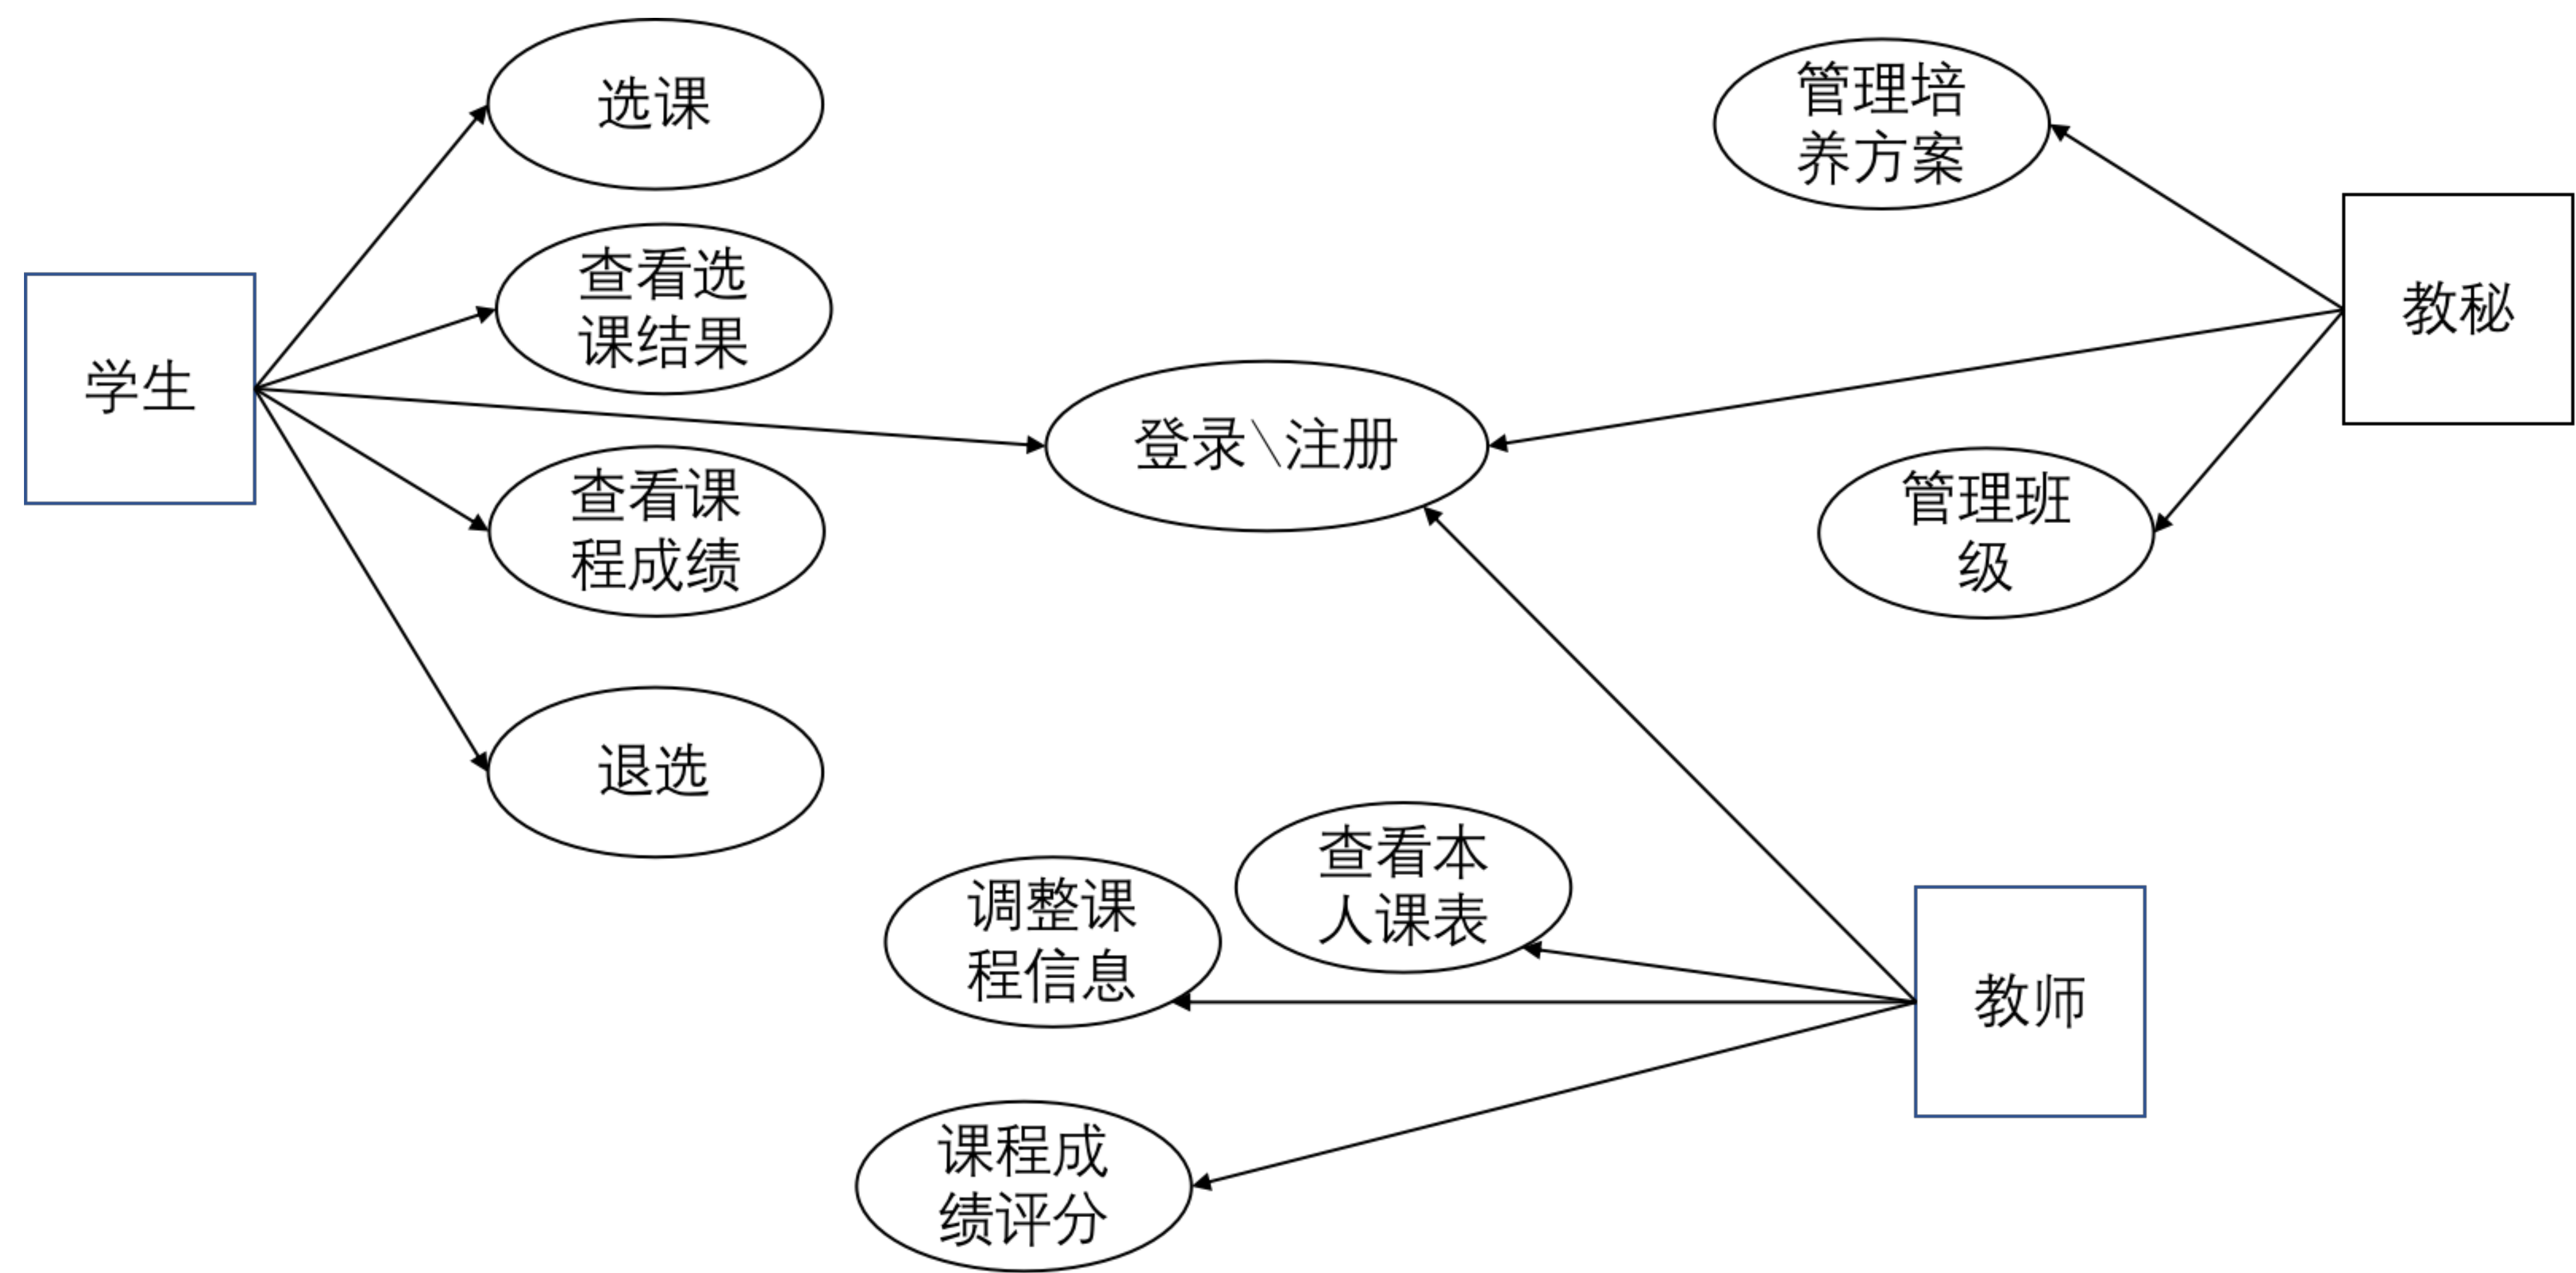 选课
管理培
养方案
查看选
课结果
教秘
学生
登录\注册
查看课
程成绩
管理班
级
退选
查看本
人课表
调整课
程信息
教师
课程成
绩评分